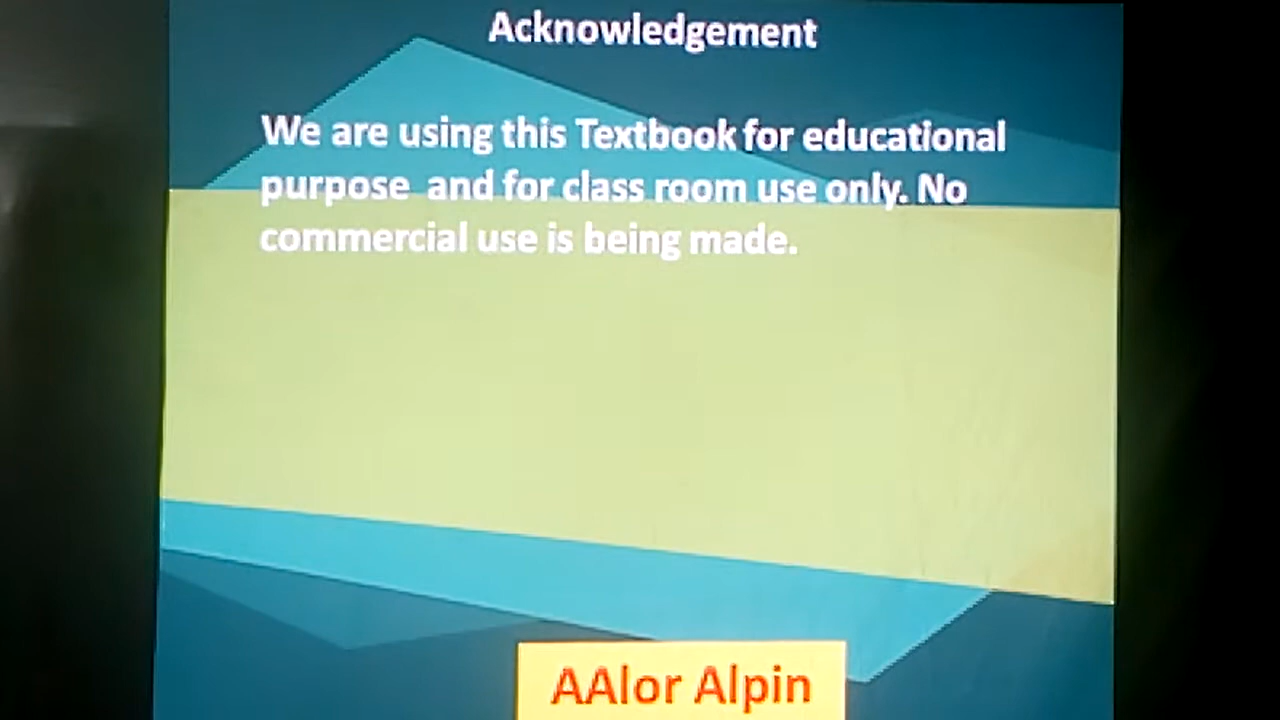 Acknowledgement
We are using this Textbook for educational
purpose and for class room use only. No
commercial use is being made.
AAlor Alpin